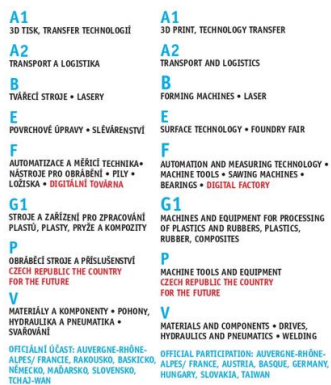 A1
3D TISK, TRANSFER TECHNOLOGIÍ
A2
TRANSPORT A LOGISTIKA
B
TVÁŘECÍ STROJE • LASERY
E
POVRCHOVÉ ÚPRAVY • SLÉVÁRENSTVÍ
F
AUTOMATIZACE A MĚŘICÍ TECHNIKA•
NÁSTROJE PRO OBRÁBĚNÍ • PILY •
LOŽISKA • DIGITÁLNÍ TOVÁRNA
G1
STROJE A ZAŘÍZENÍ PRO ZPRACOVÁNÍ
PLASTŮ, PLASTY, PRYŽE A KOMPOZITY
P
OBRÁBĚCÍ STROJE A PŘÍSLUŠENSTVÍ
CZECH REPUBLIC THE COUNTRY
FOR THE FUTURE
V
MATERIÁLY A KOMPONENTY • POHONY,
HYDRAULIKA A PNEUMATIKA •
SVAŘOVÁNÍ
OFICIÁLNÍ ÚČAST: AUVERGNE-RHÔNE-
ALPES/ FRANCIE, RAKOUSKO, BASKICKO,
NĚMECKO, MAĎARSKO, SLOVENSKO,
TCHAJ-WAN
A1
3D PRINT, TECHNOLOGY TRANSFER
A2
TRANSPORT AND LOGISTICS
B
FORMING MACHINES • LASER
E
SURFACE TECHNOLOGY • FOUNDRY FAIR
F
AUTOMATION AND MEASURING TECHNOLOGY •
MACHINE TOOLS • SAWING MACHINES •
BEARINGS • DIGITAL FACTORY
G1
MACHINES AND EQUIPMENT FOR PROCESSING
OF PLASTICS AND RUBBERS, PLASTICS,
RUBBER, COMPOSITES
P
MACHINE TOOLS AND EQUIPMENT
CZECH REPUBLIC THE COUNTRY
FOR THE FUTURE
V
MATERIALS AND COMPONENTS • DRIVES,
HYDRAULICS AND PNEUMATICS • WELDING
OFFICIAL PARTICIPATION: AUVERGNE-RHÔNE-
ALPES/ FRANCE, AUSTRIA, BASQUE, GERMANY,
HUNGARY, SLOVAKIA, TAIWAN